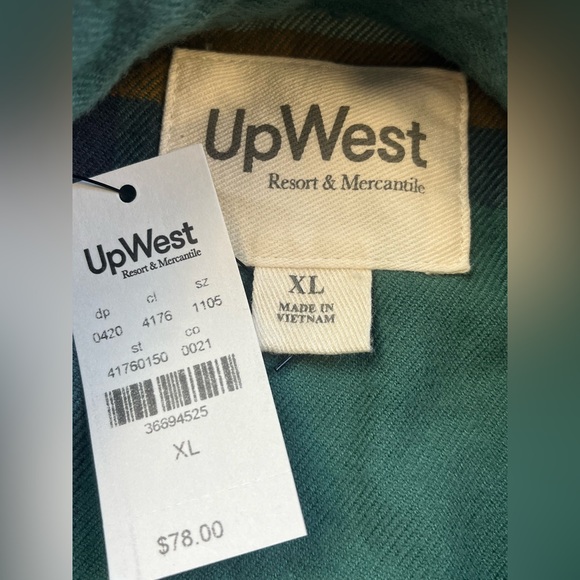 UpWest
Resort & Mercantile
XL
MADE IN
VIETNAM
UpWest
Resort & Mercantile
dp cl sz
0420 4176 1105
st co
41760150 0021
36694525
XL
$78.00